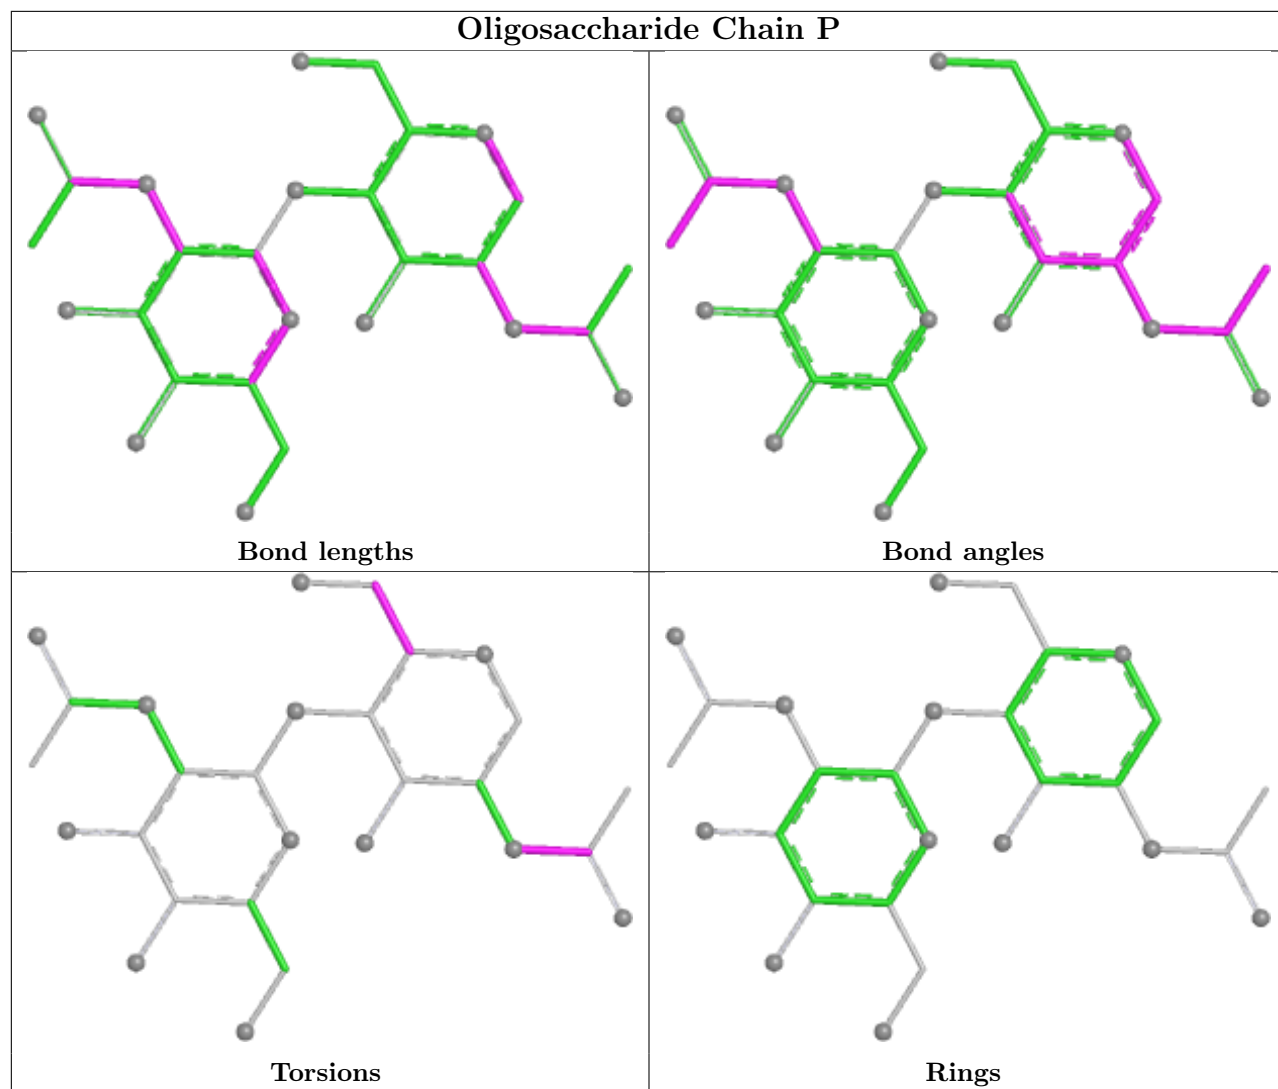 Oligosaccharide Chain P
Bond lengths
Bond angles
Torsions
Rings